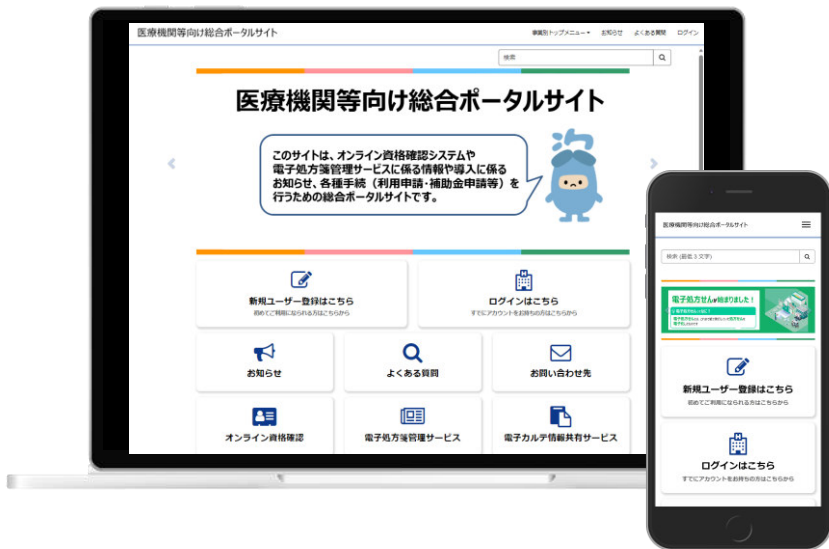 医療機関等向け総合ポータルサイト
車種別トップメニュー▼ お知らせ よくある質問 ログイン
検索
医療機関等向け総合ポータルサイト
このサイトは、オンライン資格確認システムや
電子処方箋管理サービスに係る情報や導入に係る
お知らせ、各種手続（利用申請・補助金申請等）を
行うための総合ポータルサイトです。
新規ユーザー登録はこちら
初めてご利用になられる方はこちらから
ログインはこちら
すでにアカウントをお持ちの方はこちらから
お知らせ
よくある質問
お問い合わせ先
オンライン資格確認
電子処方箋管理サービス
電子カルテ情報共有サービス
医療機関等向け総合ポータルサイト
検索 (最低 3 文字)
電子処方せんが始まりました！
新規ユーザー登録はこちら
初めてご利用になられる方はこちらから
ログインはこちら
すでにアカウントをお持ちの方はこちらから